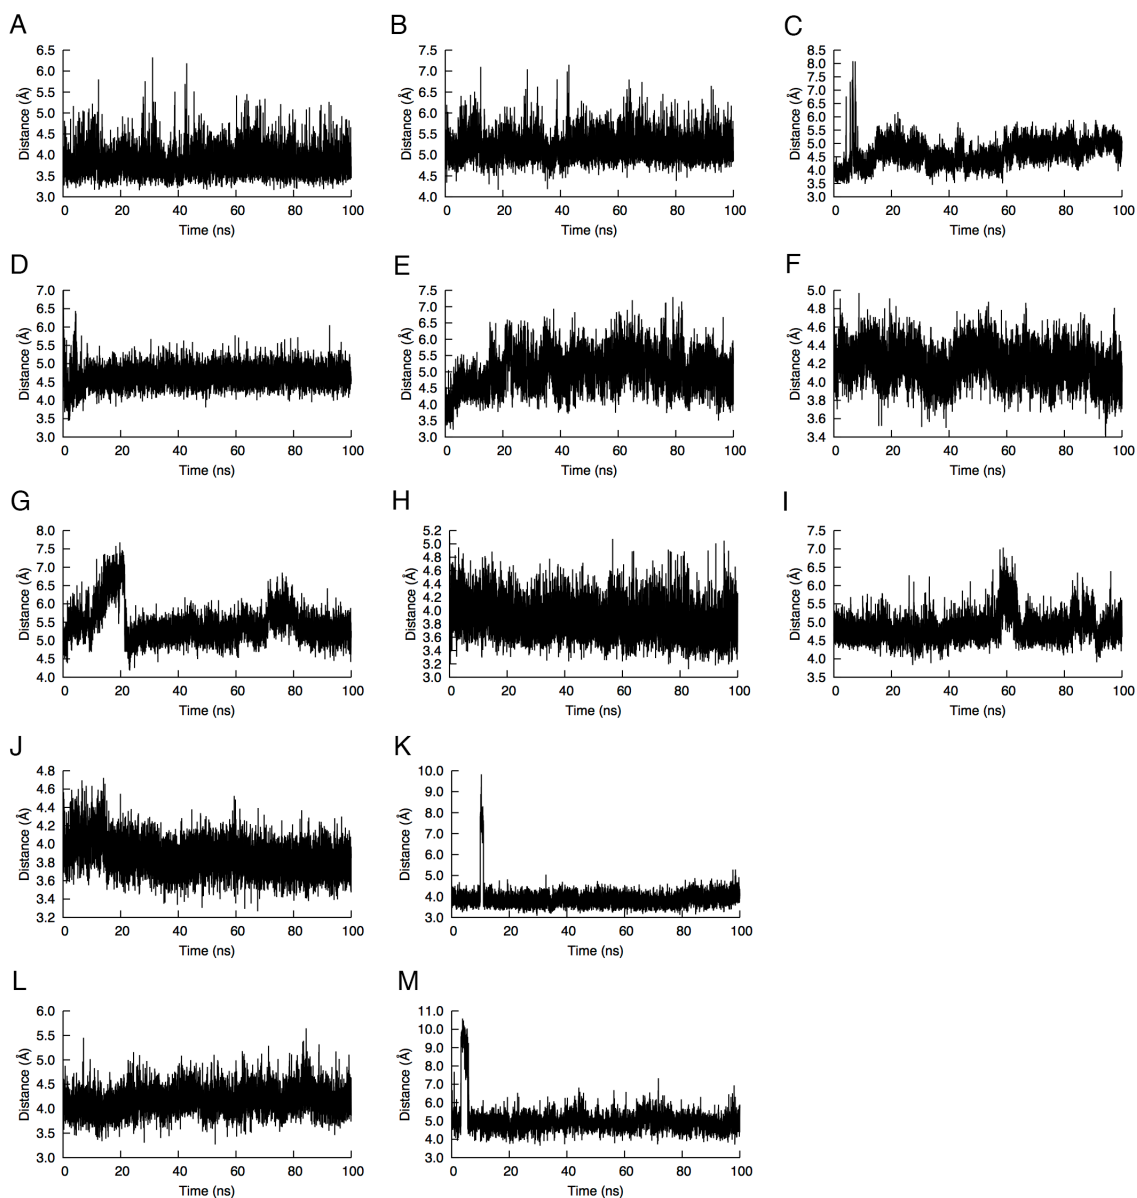 A B C
6.5 7.5 8.5
6.0 7.0 8.0
5.5 6.5 7.5
5.0 6.0 7.0
4.5 5.5 6.5
4.0 5.0 6.0
3.5 4.5 5.5
3.0 4.0 5.0
4.5
4.0
3.5
3.0
Distance (Å) Distance (Å) Distance (Å)
0 20 40 60 80 100 0 20 40 60 80 100 0 20 40 60 80 100
Time (ns) Time (ns) Time (ns)
D E F
7.0 7.5 5.0
6.5 7.0 4.8
6.0 6.5 4.6
5.5 6.0 4.4
5.0 5.5 4.2
4.5 5.0 4.0
4.0 4.5 3.8
3.5 4.0 3.6
3.0 3.5 3.4
3.0
Distance (Å) Distance (Å) Distance (Å)
0 20 40 60 80 100 0 20 40 60 80 100 0 20 40 60 80 100
Time (ns) Time (ns) Time (ns)
G H I
8.0 5.2 7.5
7.5 5.0 7.0
7.0 4.8 6.5
6.5 4.6 6.0
6.0 4.4 5.5
5.5 4.2 5.0
5.0 4.0 4.5
4.5 3.8 4.0
4.0 3.6 3.5
3.4
3.2
3.0
Distance (Å) Distance (Å) Distance (Å)
0 20 40 60 80 100 0 20 40 60 80 100 0 20 40 60 80 100
Time (ns) Time (ns) Time (ns)
J K
4.8 10.0
4.6 9.0
4.4 8.0
4.2 7.0
4.0 6.0
3.8 5.0
3.6 4.0
3.4 3.0
3.2
Distance (Å) Distance (Å)
0 20 40 60 80 100 0 20 40 60 80 100
Time (ns) Time (ns)
L M
6.0 11.0
5.5 10.0
5.0 9.0
4.5 8.0
4.0 7.0
3.5 6.0
3.0 5.0
4.0
3.0
Distance (Å) Distance (Å)
0 20 40 60 80 100 0 20 40 60 80 100
Time (ns) Time (ns)